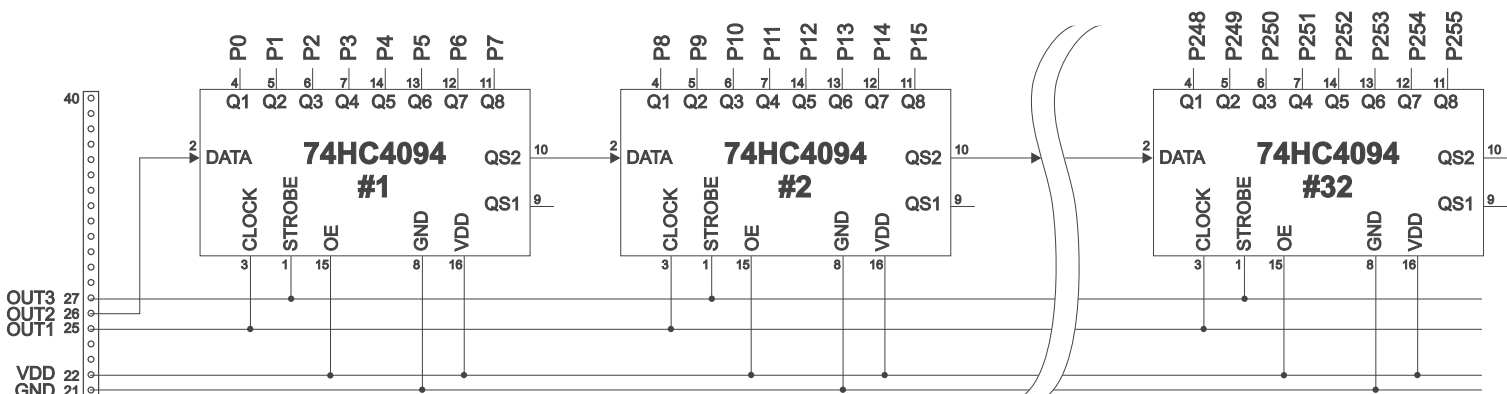 P0 P1 P2 P3 P4 P5 P6 P7 P8 P9 P10 P11 P12 P13 P14 P15 P248 P249 P250 P251 P252 P253 P254 P255
4 5 6 7 14 13 12 11 4 5 6 7 14 13 12 11 4 5 6 7 14 13 12 11
40 Q1 Q2 Q3 Q4 Q5 Q6 Q7 Q8 Q1 Q2 Q3 Q4 Q5 Q6 Q7 Q8 Q1 Q2 Q3 Q4 Q5 Q6 Q7 Q8
2 DATA 74HC4094 QS2 10 2 DATA 74HC4094 QS2 10 2 DATA 74HC4094 QS2 10
#1 #2 #32
QS1 9 QS1 9 QS1 9
CLOCK STROBE OE GND VDD CLOCK STROBE OE GND VDD CLOCK STROBE OE GND VDD
3 1 15 8 16 3 1 15 8 16 3 1 15 8 16
OUT3 27
OUT2 26
OUT1 25
VDD 22
GND 21